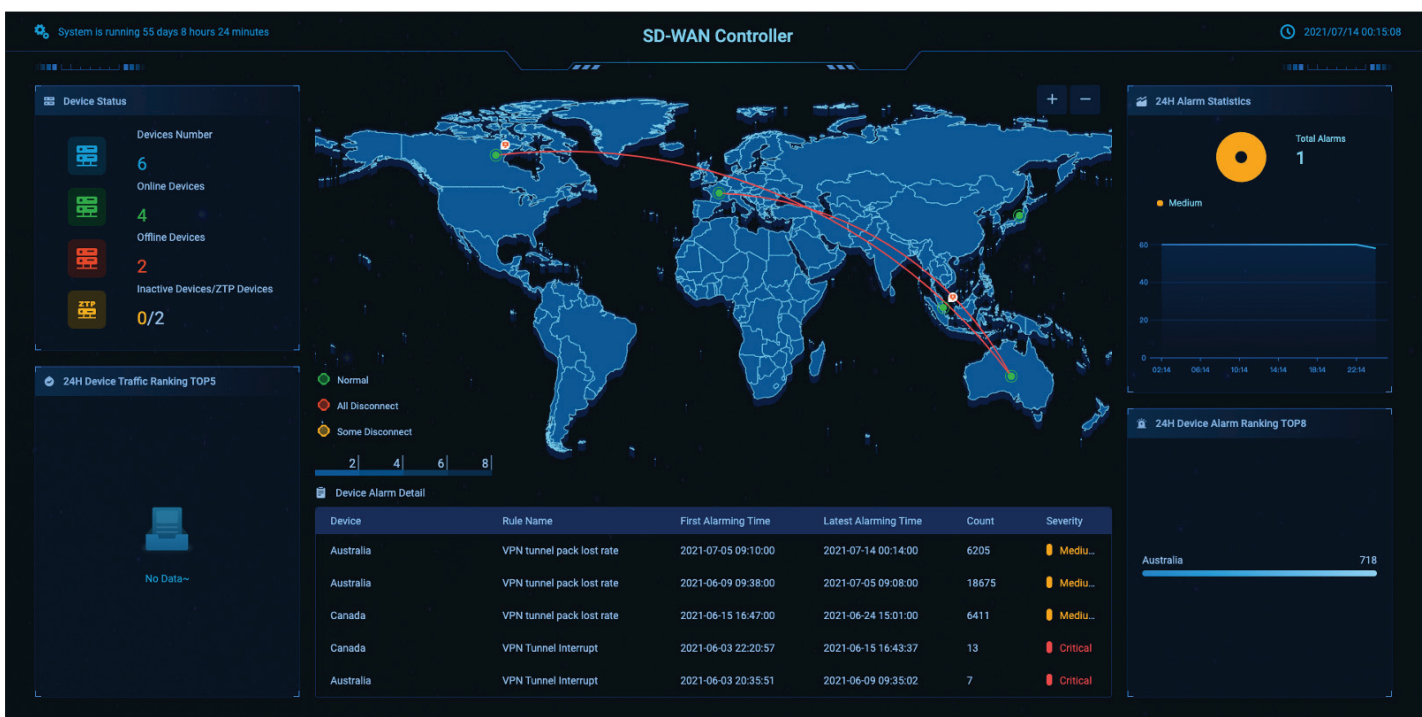 System is running 55 days 8 hours 24 minutes
SD-WAN Controller
2021/07/14 00:15:08
Device Status
Devices Number
6
Online Devices
4
Offline Devices
2
ZTP
Inactive Devices/ZTP Devices
0/2
24H Device Traffic Ranking TOP5
No Data~
+ −
Normal
All Disconnect
Some Disconnect
2 4 6 8
Device Alarm Detail
Device Rule Name First Alarming Time Latest Alarming Time Count Severity
Australia VPN tunnel pack lost rate 2021-07-05 09:10:00 2021-07-14 00:14:00 6205 Mediu...
Australia VPN tunnel pack lost rate 2021-06-09 09:38:00 2021-07-05 09:08:00 18675 Mediu...
Canada VPN tunnel pack lost rate 2021-06-15 16:47:00 2021-06-24 15:01:00 6411 Mediu...
Canada VPN Tunnel Interrupt 2021-06-03 22:20:57 2021-06-15 16:43:37 13 Critical
Australia VPN Tunnel Interrupt 2021-06-03 20:35:51 2021-06-09 09:35:02 7 Critical
24H Alarm Statistics
Total Alarms
1
Medium
60
40
20
0
02:14 06:14 10:14 14:14 18:14 22:14
24H Device Alarm Ranking TOP8
Australia 718